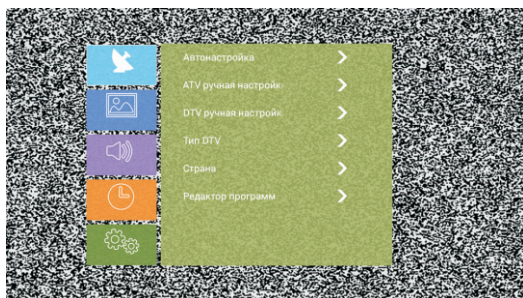 Автонастройка
ATV ручная настройк
DTV ручная настройк
Тип DTV
Страна
Редактор программ